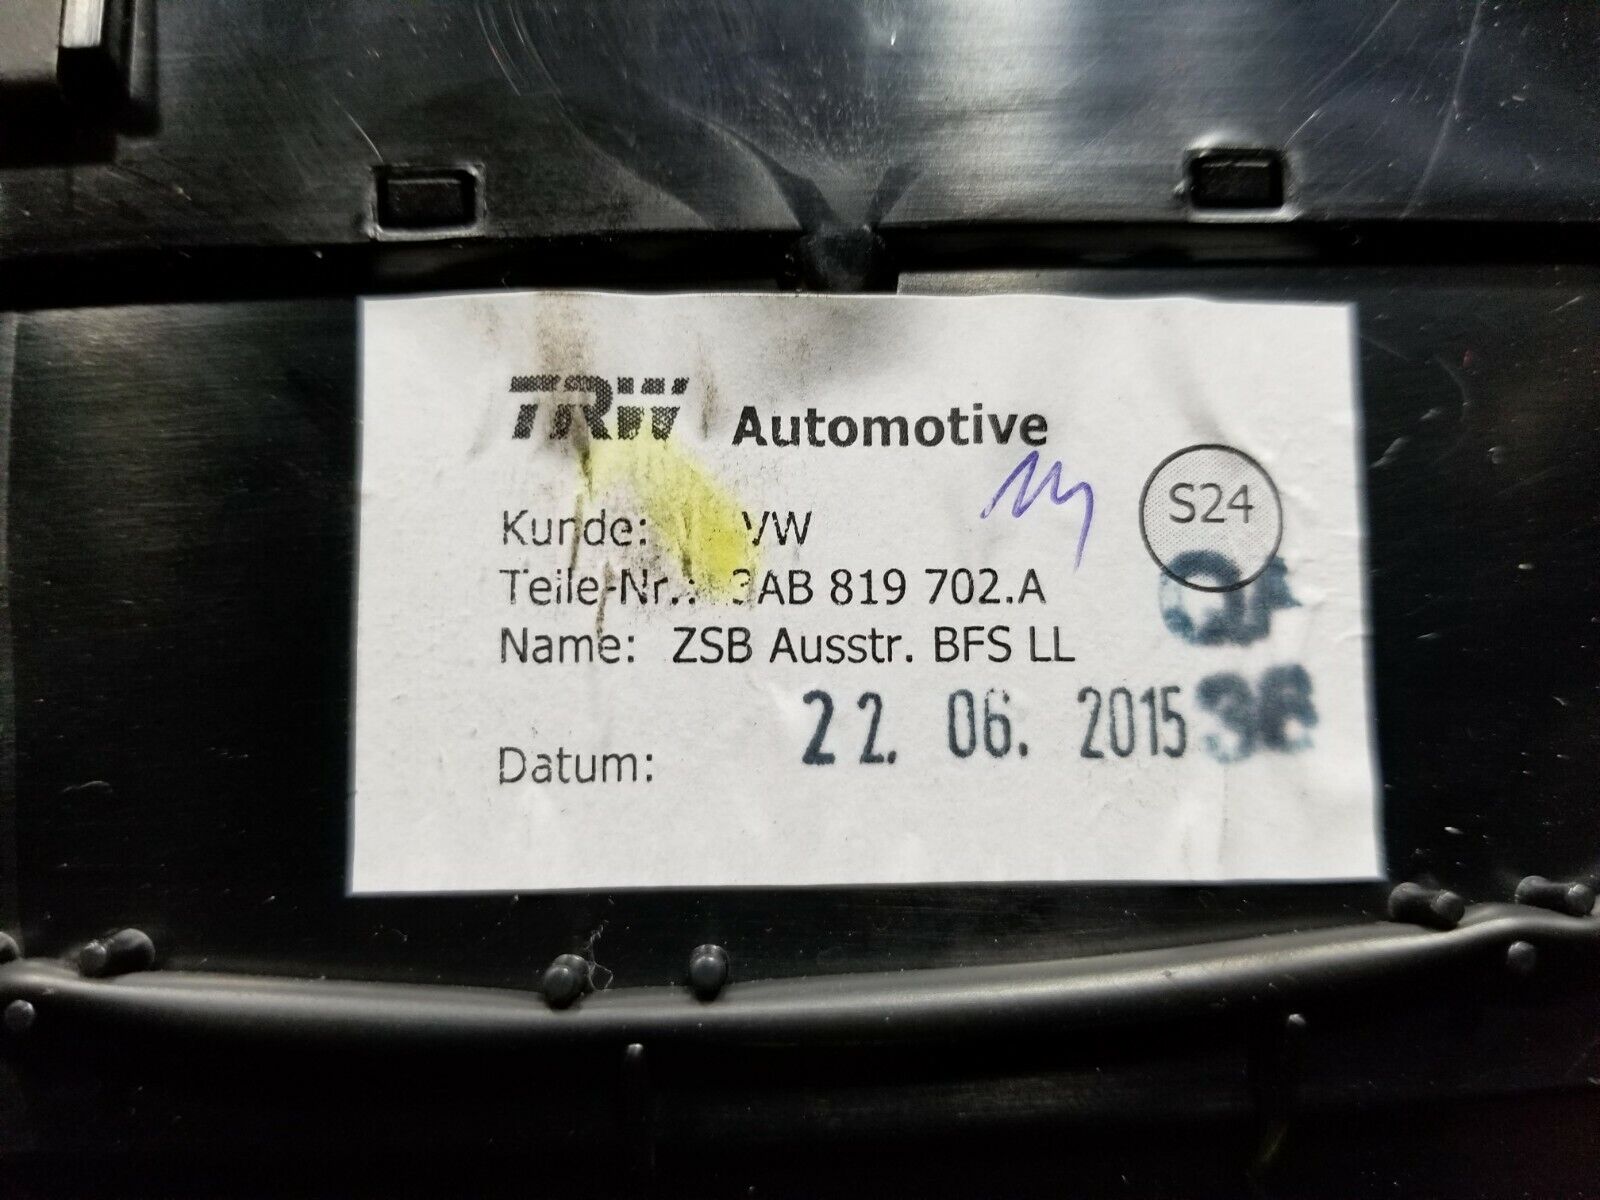 TRW Automotive
S24
Kunde: VW
Teile-Nr.: 3AB 819 702.A
Name: ZSB Ausstr. BFS LL
22. 06. 2015
Datum: